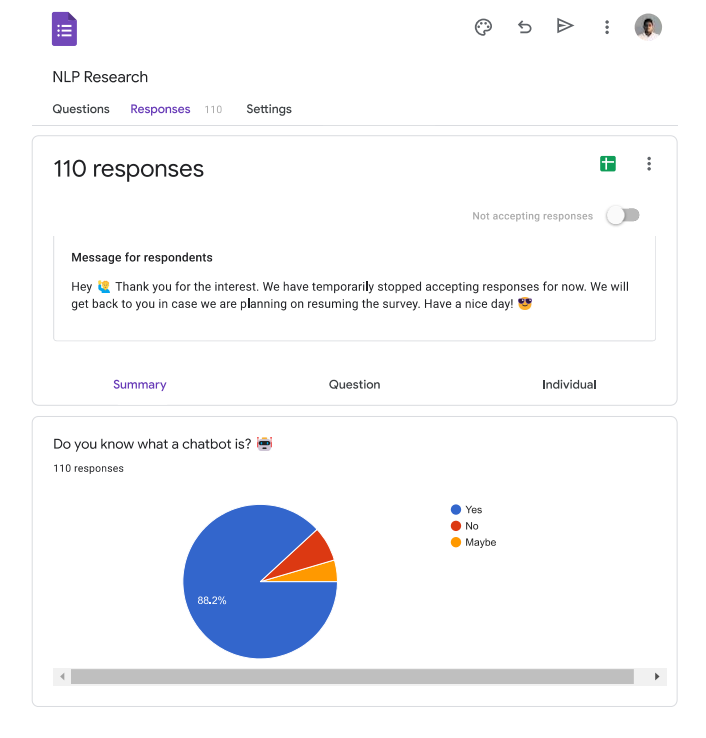 NLP Research
Questions Responses 110 Settings
110 responses
Not accepting responses
Message for respondents
Hey 🙋 Thank you for the interest. We have temporarily stopped accepting responses for now. We will
get back to you in case we are planning on resuming the survey. Have a nice day! 😎
Summary Question Individual
Do you know what a chatbot is? 🤖
110 responses
Yes
No
Maybe
88.2%